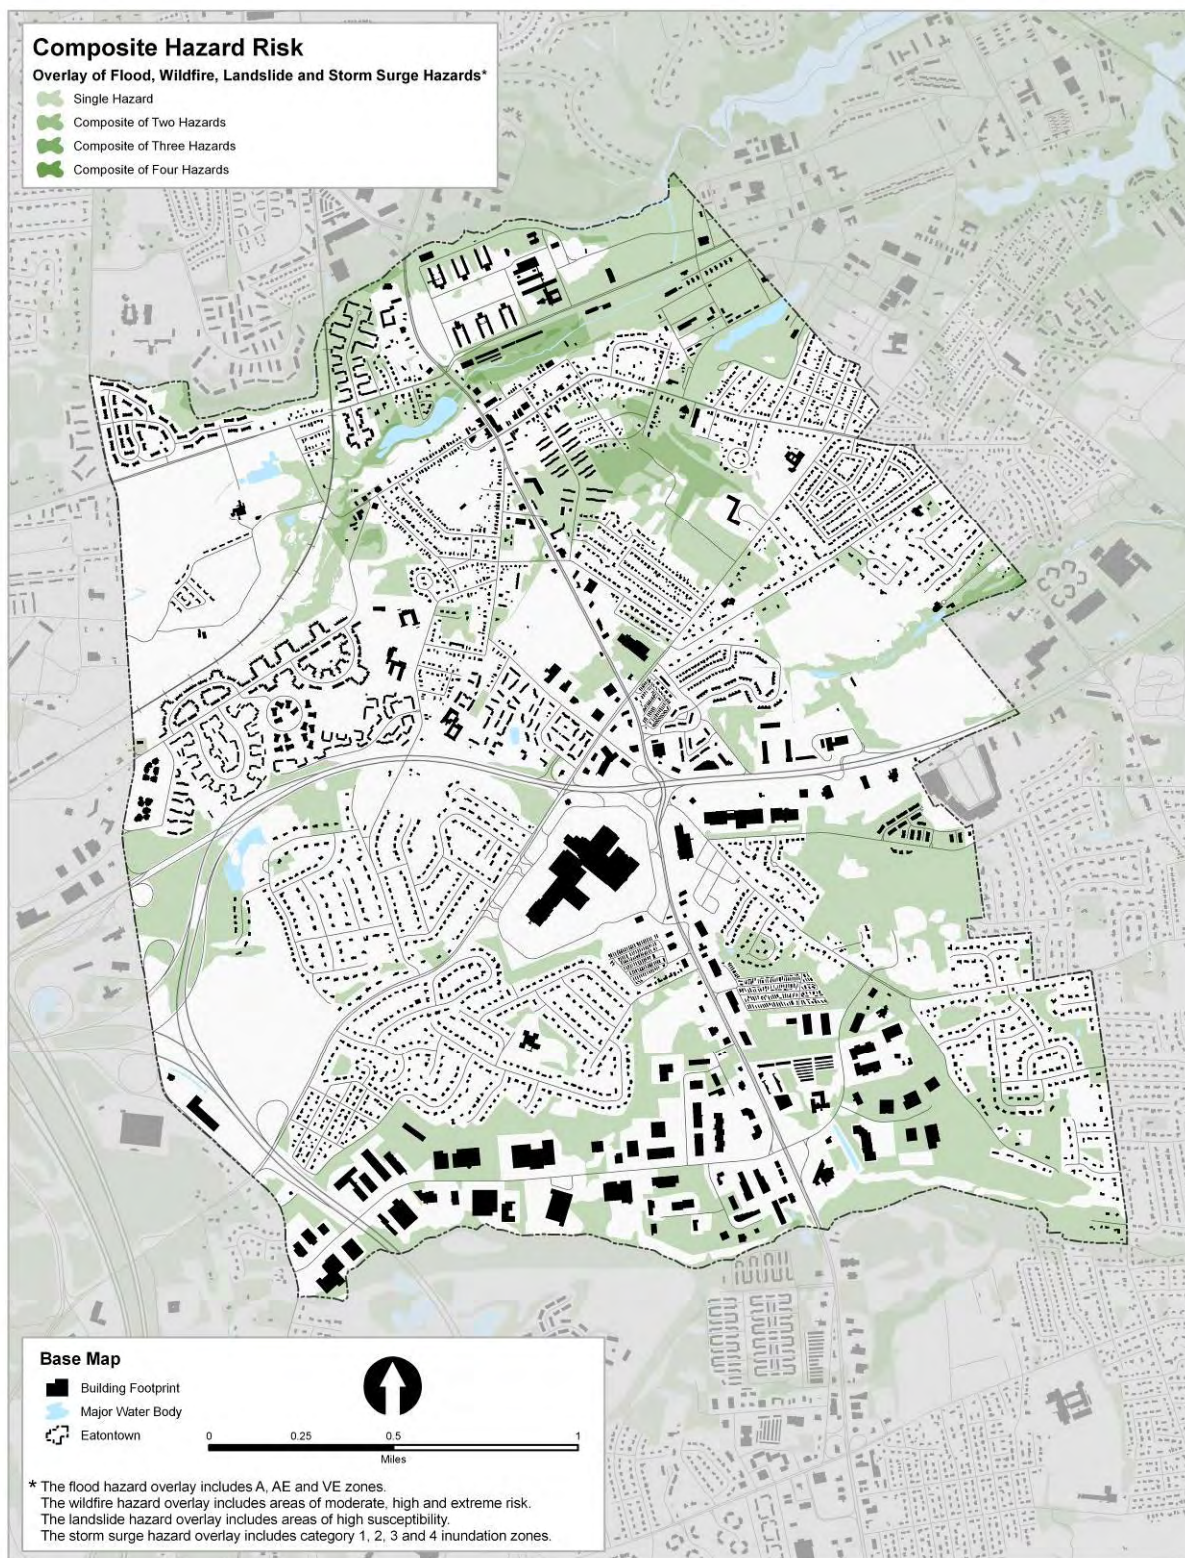 Composite Hazard Risk
Overlay of Flood, Wildfire, Landslide and Storm Surge Hazards*
Single Hazard
Composite of Two Hazards
Composite of Three Hazards
Composite of Four Hazards
Base Map
Building Footprint
Major Water Body
Eatontown
0 0.25 0.5 1
Miles
* The flood hazard overlay includes A, AE and VE zones.
The wildfire hazard overlay includes areas of moderate, high and extreme risk.
The landslide hazard overlay includes areas of high susceptibility.
The storm surge hazard overlay includes category 1, 2, 3 and 4 inundation zones.